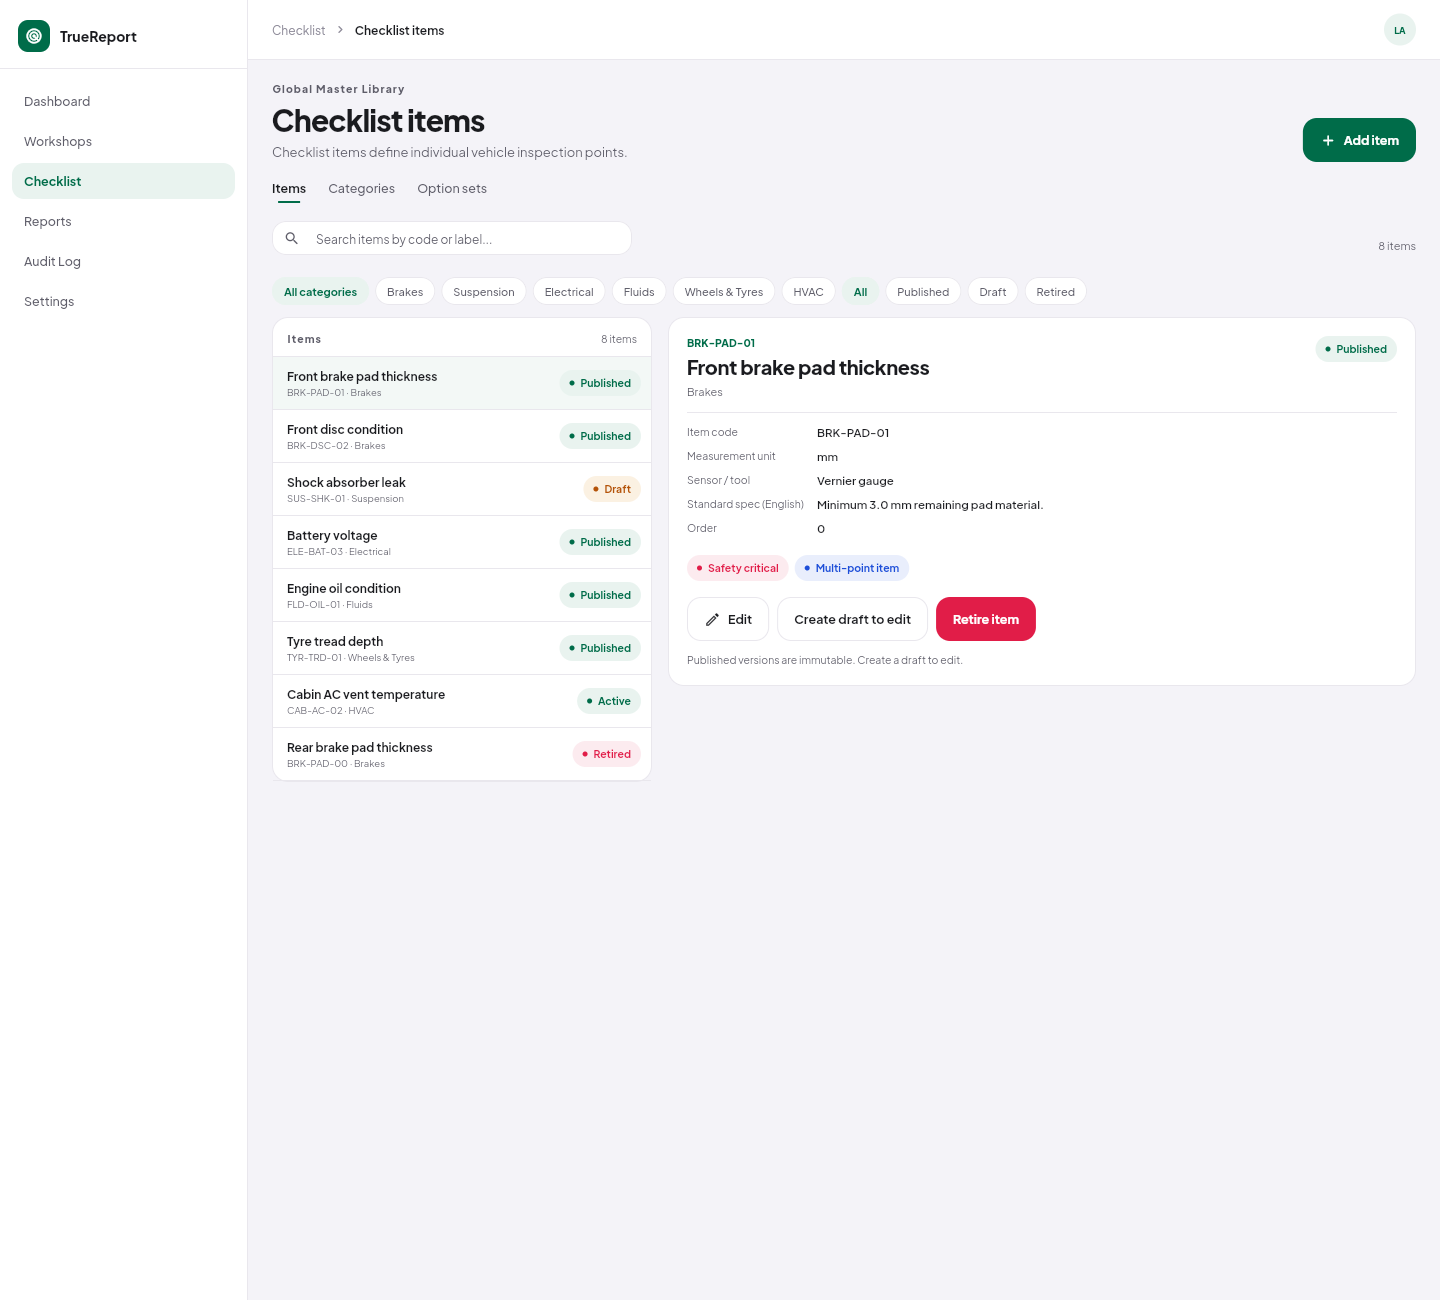 TrueReport
Dashboard
Workshops
Checklist
Reports
Audit Log
Settings
Checklist > Checklist items
LA
Global Master Library
Checklist items
Checklist items define individual vehicle inspection points.
+ Add item
Items Categories Option sets
Search items by code or label...
8 items
All categories Brakes Suspension Electrical Fluids Wheels & Tyres HVAC All Published Draft Retired
Items 8 items
Front brake pad thickness
BRK-PAD-01 · Brakes
Published
Front disc condition
BRK-DSC-02 · Brakes
Published
Shock absorber leak
SUS-SHK-01 · Suspension
Draft
Battery voltage
ELE-BAT-03 · Electrical
Published
Engine oil condition
FLD-OIL-01 · Fluids
Published
Tyre tread depth
TYR-TRD-01 · Wheels & Tyres
Published
Cabin AC vent temperature
CAB-AC-02 · HVAC
Active
Rear brake pad thickness
BRK-PAD-00 · Brakes
Retired
BRK-PAD-01
Front brake pad thickness
Brakes
Published
Item code BRK-PAD-01
Measurement unit mm
Sensor / tool Vernier gauge
Standard spec (English) Minimum 3.0 mm remaining pad material.
Order 0
Safety critical Multi-point item
Edit Create draft to edit Retire item
Published versions are immutable. Create a draft to edit.